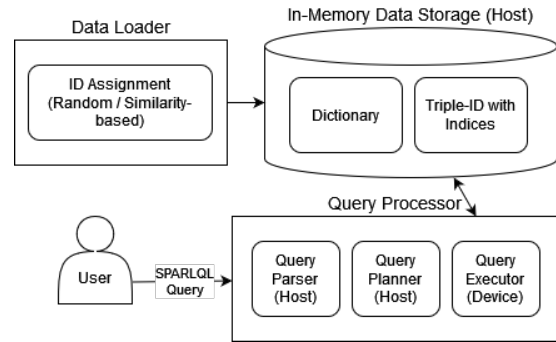 Data Loader
ID Assignment
(Random / Similarity-
based)
In-Memory Data Storage (Host)
Dictionary
Triple-ID with
Indices
Query Processor
User
SPARLQL
Query
Query
Parser
(Host)
Query
Planner
(Host)
Query
Executor
(Device)